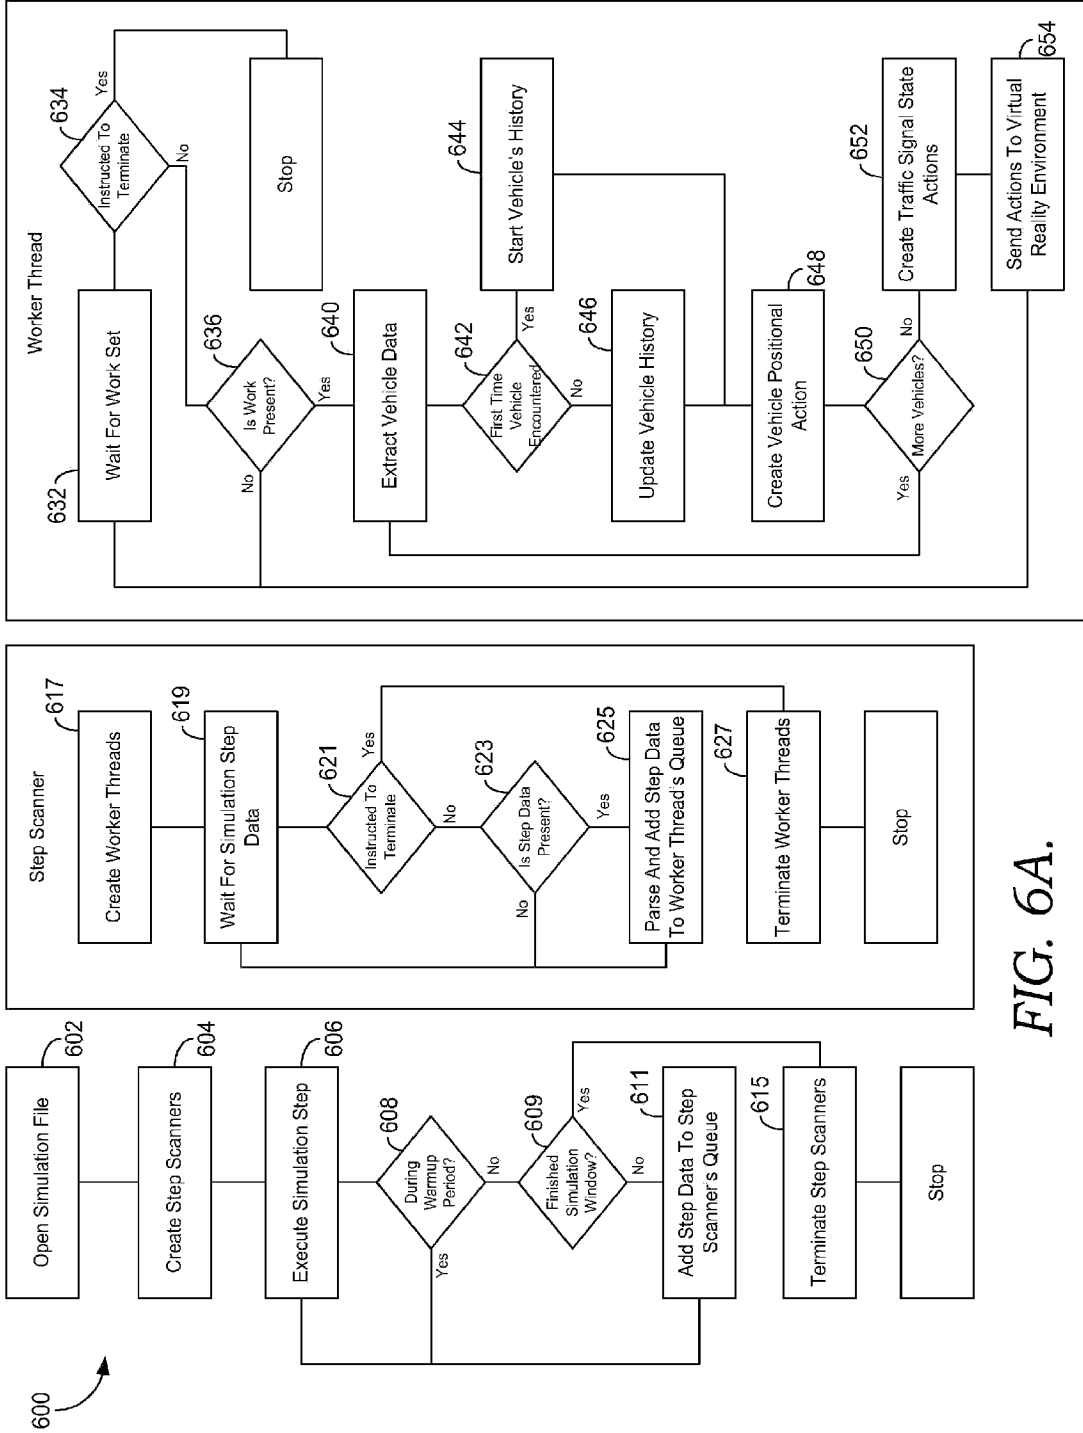 600
Open Simulation File
602
Create Step Scanners
604
Execute Simulation Step
606
During
Warmup
Period?
608
Yes
No
Finished
Simulation
Window?
609
Yes
No
Add Step Data To Step
Scanner's Queue
611
Terminate Step Scanners
615
Stop
Step Scanner
Create Worker Threads
617
Wait For Simulation Step
Data
619
Instructed To
Terminate
621
Yes
No
Is Step Data
Present?
623
No
Yes
Parse And Add Step Data
To Worker Thread's Queue
625
Terminate Worker Threads
627
Stop
Worker Thread
Wait For Work Set
632
Instructed To
Terminate
634
Yes
No
Stop
Is Work
Present?
636
No
Yes
Extract Vehicle Data
640
First Time
Vehicle
Encountered
642
Yes
No
Start Vehicle's History
644
Update Vehicle History
646
Create Vehicle Positional
Action
648
More Vehicles?
650
Yes
No
Create Traffic Signal State
Actions
652
Send Actions To Virtual
Reality Environment
654
FIG. 6A.